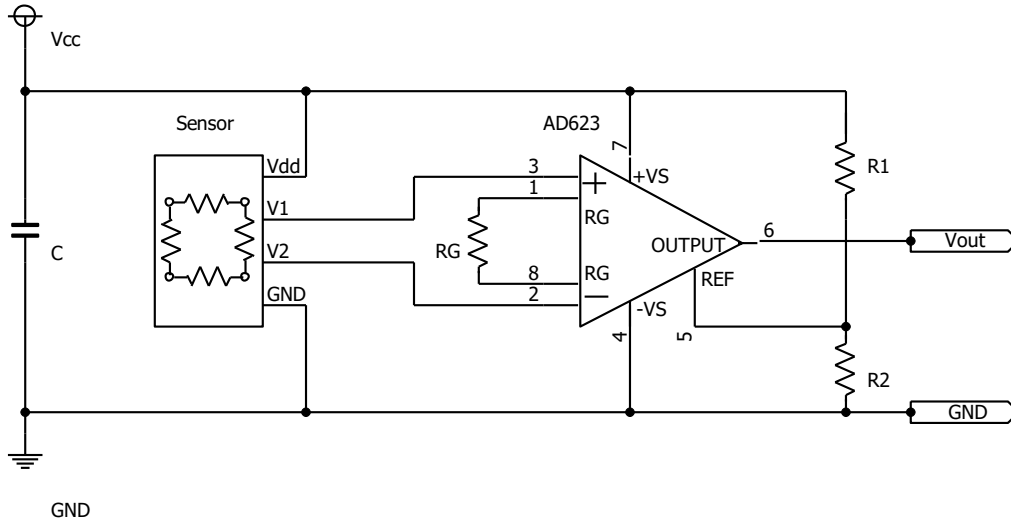 Vcc
Sensor
AD623
Vdd
7
3
+VS
R1
1
V1
RG
6
OUTPUT
Vout
C
V2
RG
8
RG
REF
GND
2
-VS
4
5
R2
GND
GND